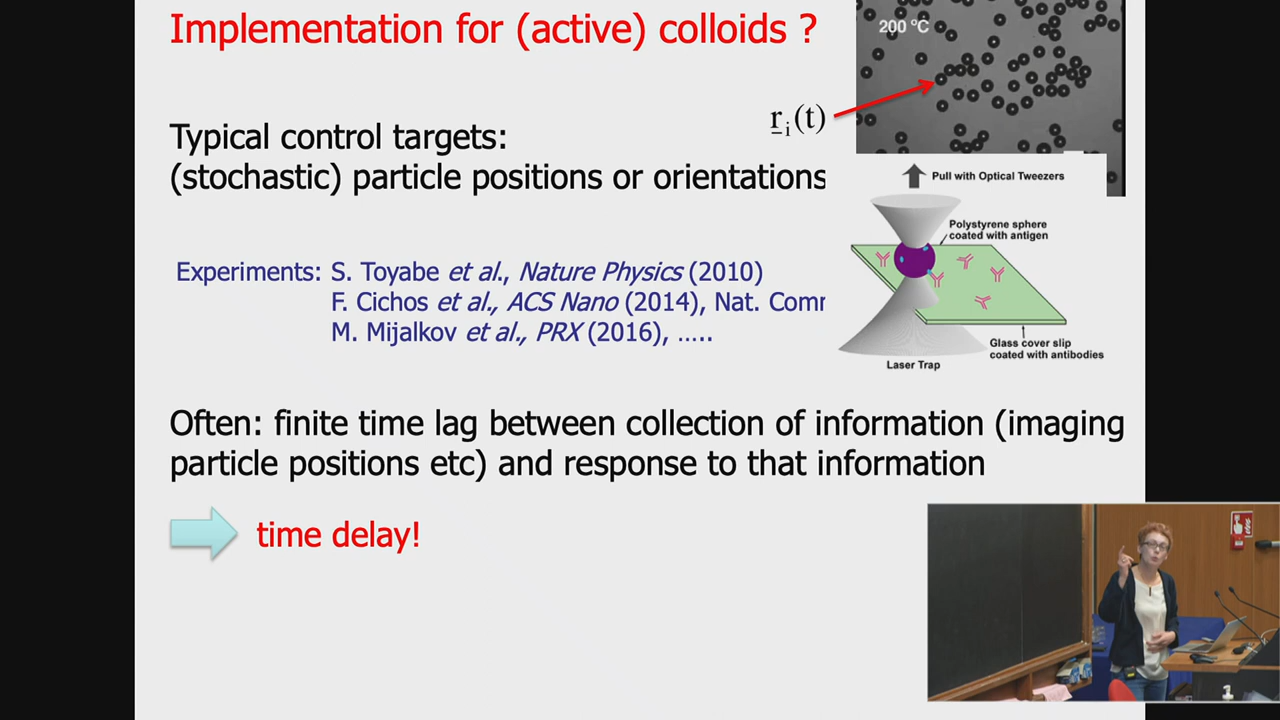 Implementation for (active) colloids ?
200 ºC
r i (t)
Typical control targets:
(stochastic) particle positions or orientations
Pull with Optical Tweezers
Polystyrene sphere
coated with antigen
Experiments: S. Toyabe et al., Nature Physics (2010)
F. Cichos et al., ACS Nano (2014), Nat.
M. Mijalkov et al., PRX (2016), …..
Glass cover slip
coated with antibodies
Laser Trap
Often: finite time lag between collection of information (imaging
particle positions etc) and response to that information
time delay!